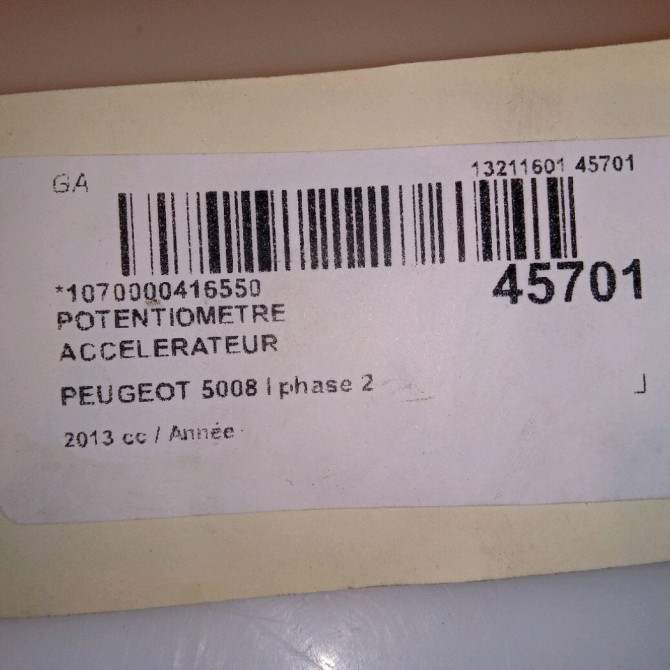 GA
13211601 45701
*1070000416550
45701
POTENTIOMETRE
ACCELERATEUR
PEUGEOT 5008 I phase 2
2013 cc / Année